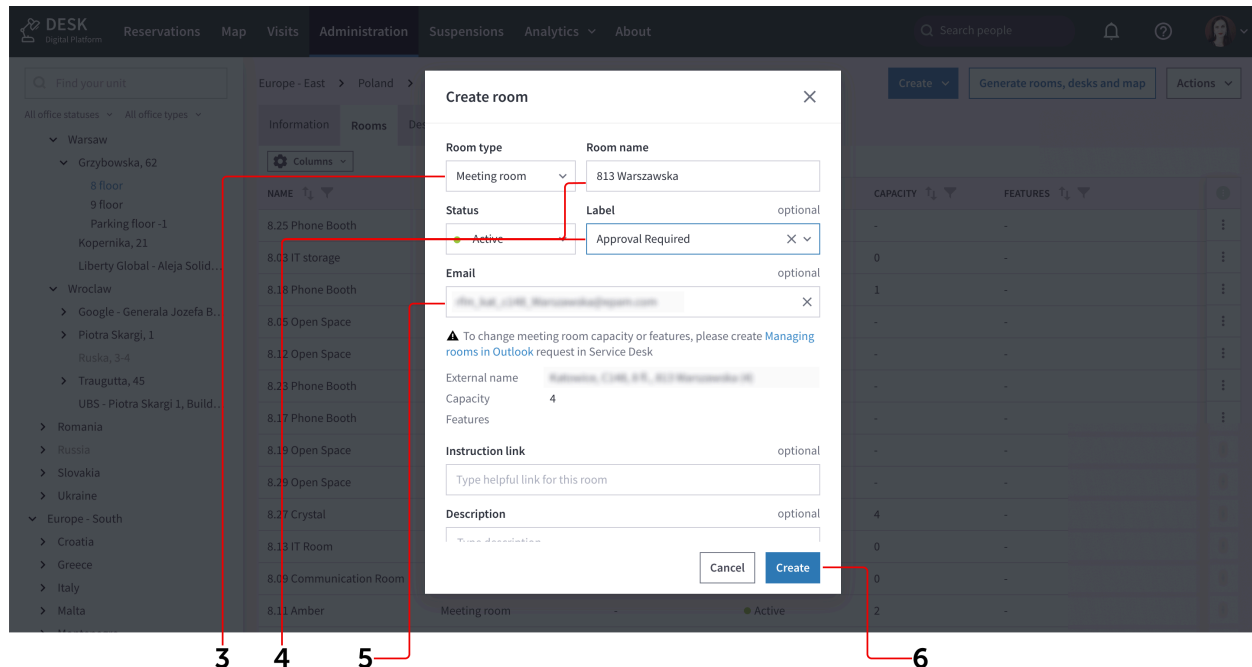 DESK
Digital Platform
Reservations Map Visits Administration Suspensions Analytics About
Search people
Find your unit
All office statuses All office types
Warsaw
Grzybowska, 62
8 floor
9 floor
Parking floor -1
Kopernika, 21
Liberty Global - Aleja Solid...
Wroclaw
Google - Generala Jozefa B...
Piotra Skargi, 1
Ruska, 3-4
Traugutta, 45
UBS - Piotra Skargi 1, Build...
Romania
Russia
Slovakia
Ukraine
Europe - South
Croatia
Greece
Italy
Malta
Europe - East > Poland >
Create
Generate rooms, desks and map
Actions
Information Rooms
Columns
NAME CAPACITY FEATURES
8.25 Phone Booth - -
8.03 IT storage 0 -
8.18 Phone Booth 1 -
8.05 Open Space - -
8.12 Open Space - -
8.23 Phone Booth - -
8.17 Phone Booth - -
8.19 Open Space - -
8.29 Open Space - -
8.27 Crystal 4 -
8.13 IT Room 0 -
8.09 Communication Room 0 -
8.11 Amber Meeting room - Active 2 -
Create room
Room type Room name
Meeting room 813 Warszawska
Status Label optional
Active Approval Required
Email optional
To change meeting room capacity or features, please create Managing
rooms in Outlook request in Service Desk
External name
Capacity 4
Features
Instruction link optional
Type helpful link for this room
Description optional
Cancel Create
3 4 5 6